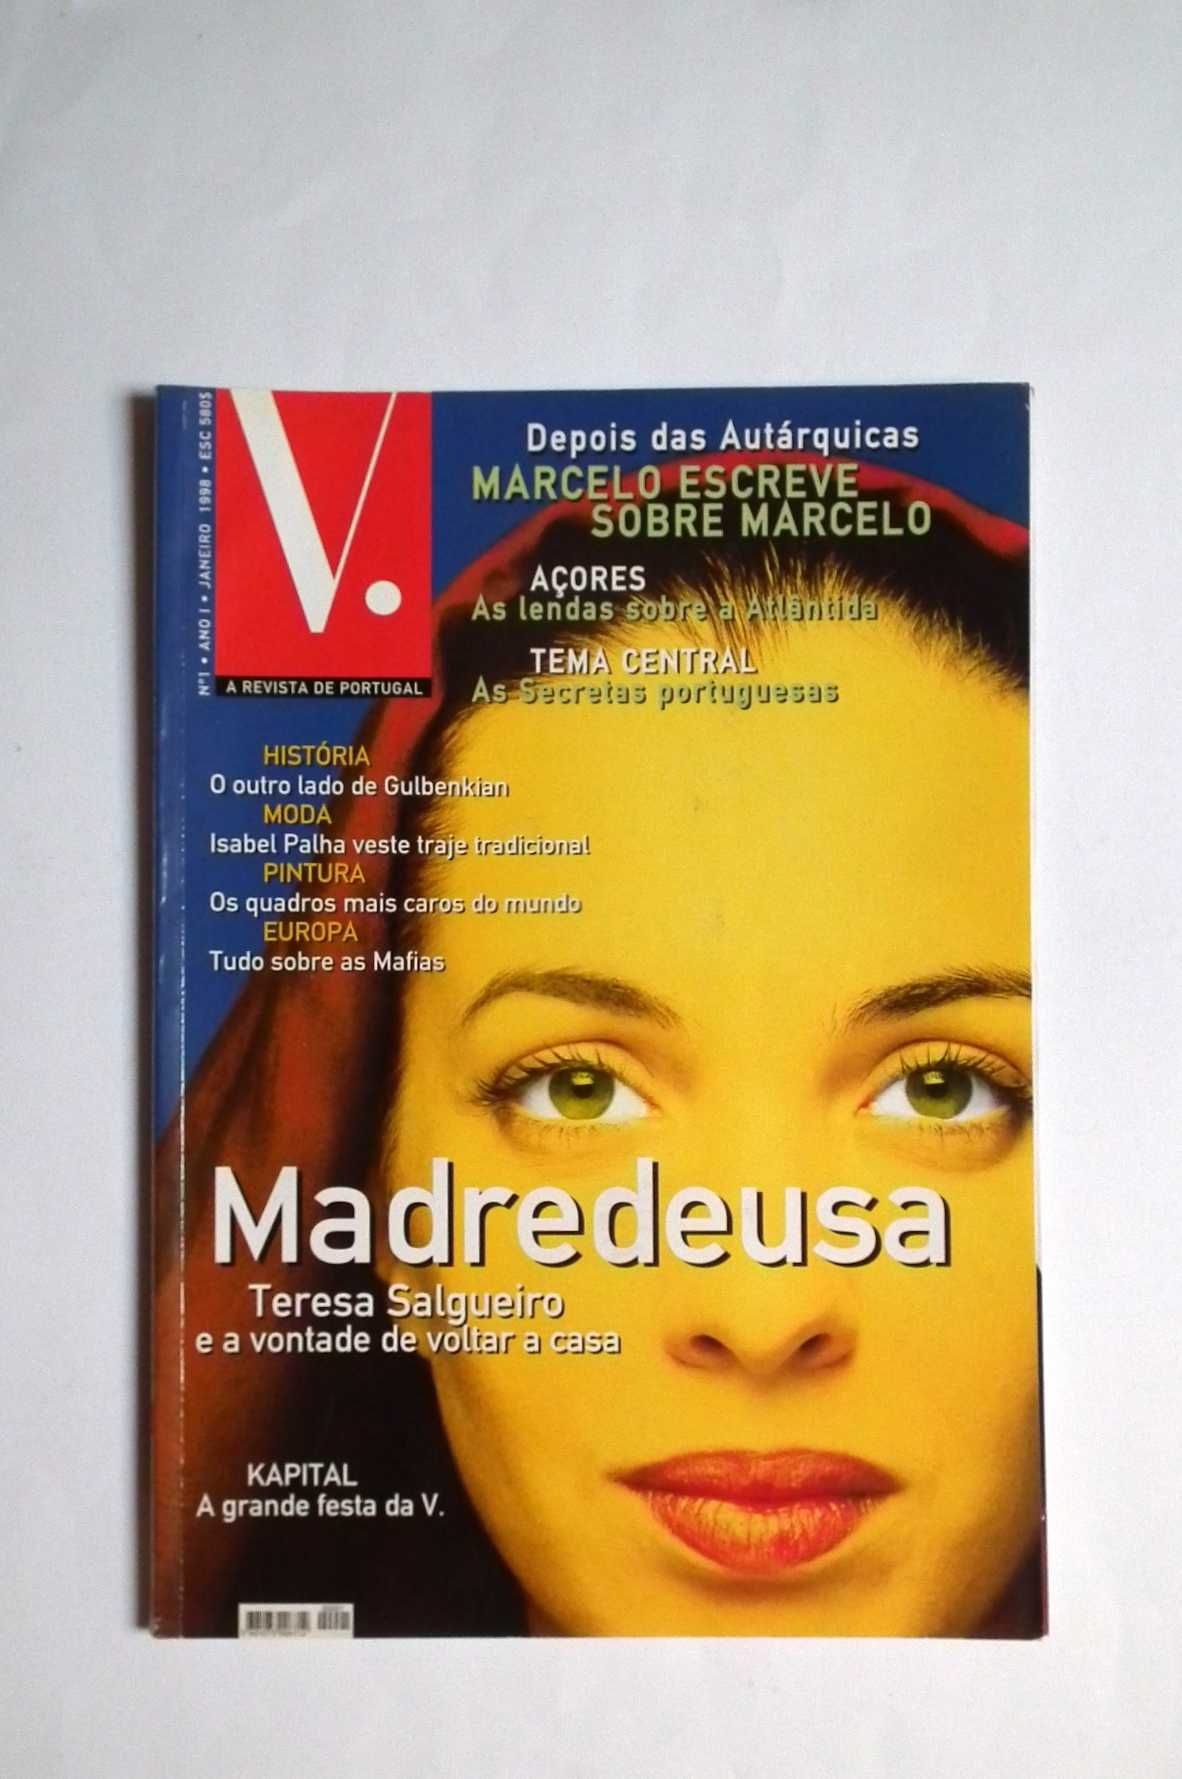 Nº1 • ANO I • JANEIRO 1998 • ESC 580$
V.
A REVISTA DE PORTUGAL
Depois das Autárquicas
MARCELO ESCREVE
SOBRE MARCELO
AÇORES
As lendas sobre a Atlântida
TEMA CENTRAL
As Secretas portuguesas
HISTÓRIA
O outro lado de Gulbenkian
MODA
Isabel Palha veste traje tradicional
PINTURA
Os quadros mais caros do mundo
EUROPA
Tudo sobre as Mafias
Madredeusa
Teresa Salgueiro
e a vontade de voltar a casa
KAPITAL
A grande festa da V.